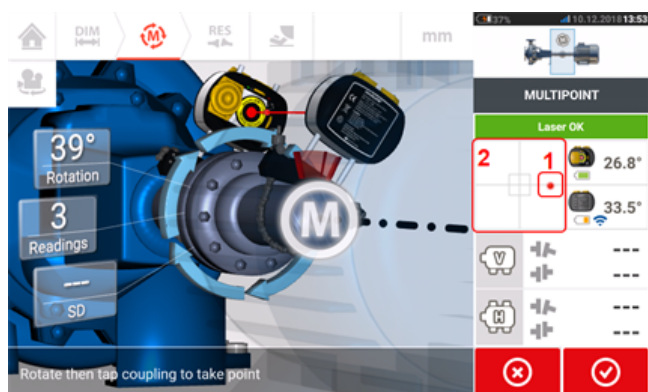 DIM
M
RES
mm
37%
10.12.2018 13:53
MULTIPOINT
Laser OK
39°
Rotation
3
Readings
---
SD
M
2
1
26.8°
33.5°
V
---
---
H
---
---
Rotate then tap coupling to take point